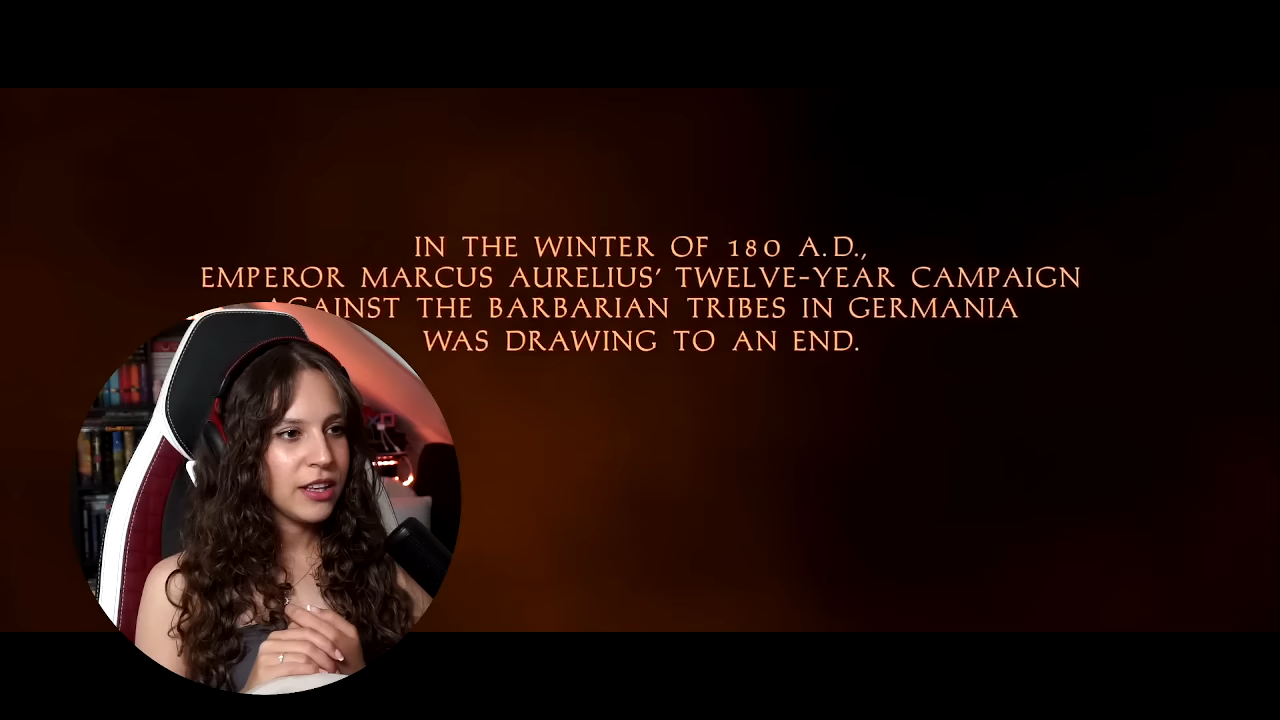 IN THE WINTER OF 180 A.D.,
EMPEROR MARCUS AURELIUS' TWELVE-YEAR CAMPAIGN
AGAINST THE BARBARIAN TRIBES IN GERMANIA
WAS DRAWING TO AN END.